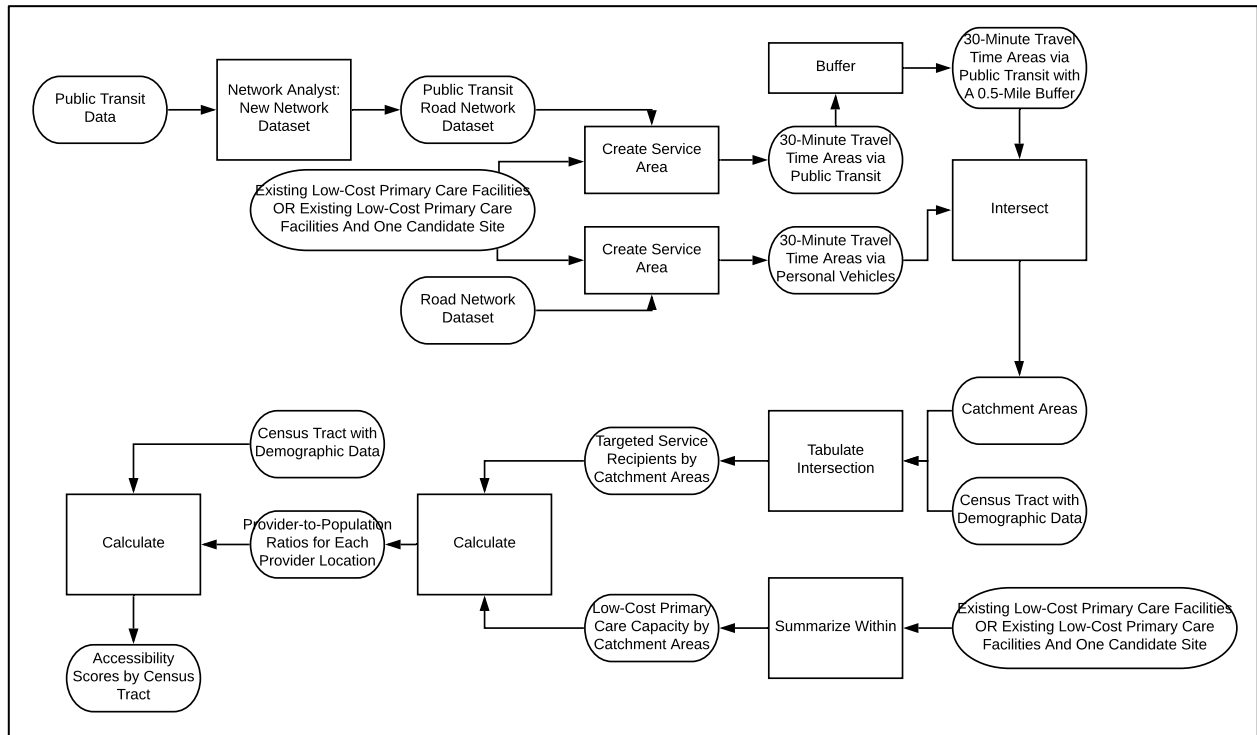 Public Transit
Data
Network Analyst:
New Network
Dataset
Public Transit
Road Network
Dataset
Create Service
Area
Buffer
30-Minute Travel
Time Areas via
Public Transit
30-Minute Travel
Time Areas via
Public Transit with
A 0.5-Mile Buffer
Existing Low-Cost Primary Care Facilities
OR Existing Low-Cost Primary Care
Facilities And One Candidate Site
Create Service
Area
30-Minute Travel
Time Areas via
Personal Vehicles
Intersect
Road Network
Dataset
Catchment Areas
Census Tract with
Demographic Data
Tabulate
Intersection
Targeted Service
Recipients by
Catchment Areas
Census Tract with
Demographic Data
Calculate
Provider-to-Population
Ratios for Each
Provider Location
Calculate
Low-Cost Primary
Care Capacity by
Catchment Areas
Summarize Within
Existing Low-Cost Primary Care Facilities
OR Existing Low-Cost Primary Care
Facilities And One Candidate Site
Accessibility
Scores by Census
Tract